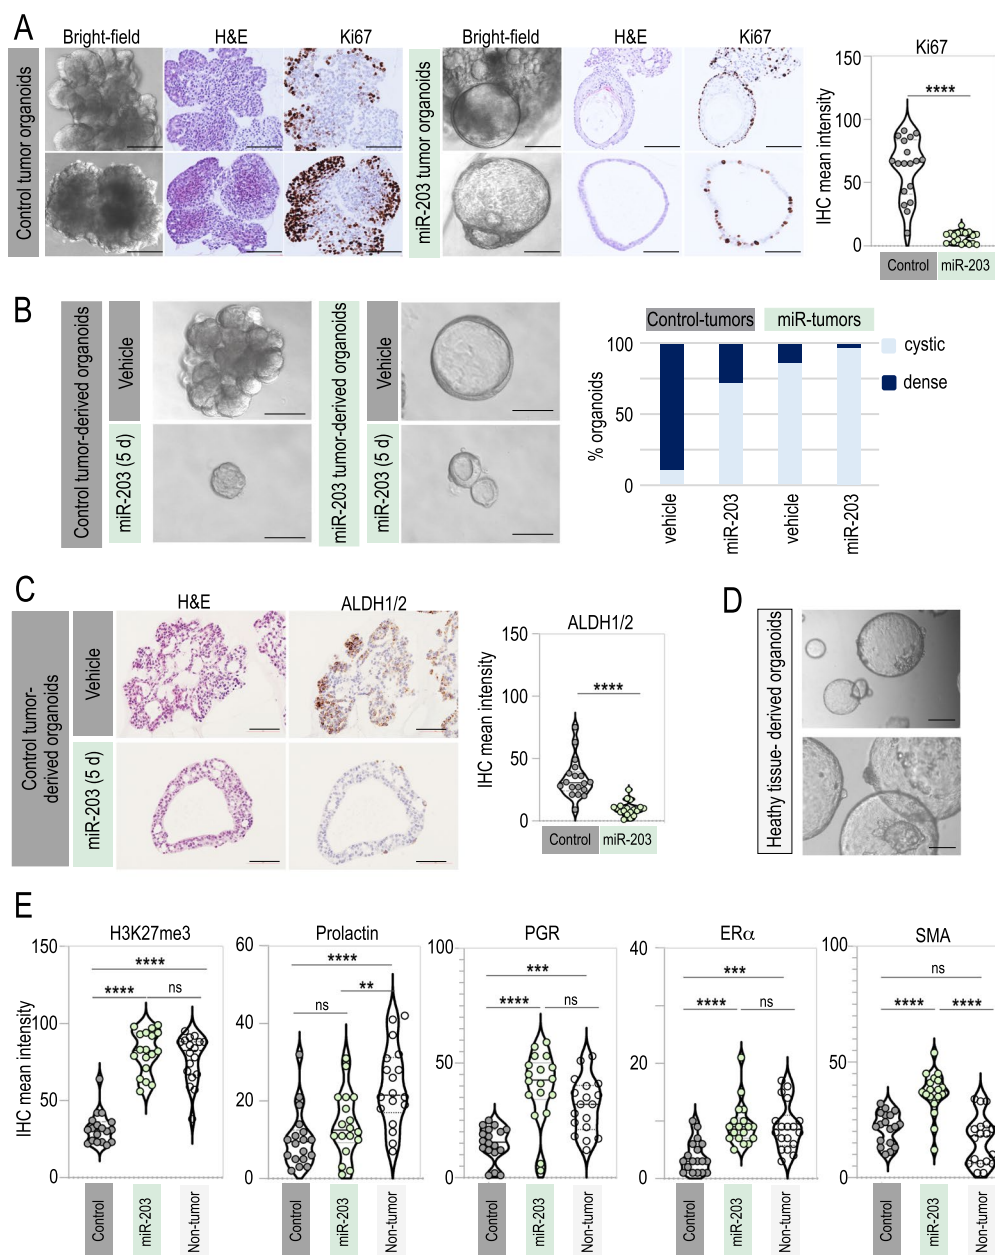 A
Bright-field
H&E
Ki67
Bright-field
H&E
Ki67
Control tumor organoids
miR-203 tumor organoids
Ki67
IHC mean intensity
150
100
50
0
****
Control
miR-203
B
Control tumor-derived organoids
Vehicle
miR-203 (5 d)
miR-203 tumor-derived organoids
Vehicle
miR-203 (5 d)
Control-tumors
miR-tumors
% organoids
100
50
0
cystic
dense
vehicle
miR-203
vehicle
miR-203
C
H&E
ALDH1/2
Control tumor-
derived organoids
Vehicle
miR-203 (5 d)
ALDH1/2
IHC mean intensity
150
100
50
0
****
Control
miR-203
D
Heathy tissue- derived organoids
E
H3K27me3
IHC mean intensity
150
100
50
0
****
****
ns
Control
miR-203
Non-tumor
Prolactin
60
40
20
0
****
**
ns
Control
miR-203
Non-tumor
PGR
100
50
0
***
****
ns
Control
miR-203
Non-tumor
ERα
40
20
0
***
****
ns
Control
miR-203
Non-tumor
SMA
100
50
0
ns
****
****
Control
miR-203
Non-tumor